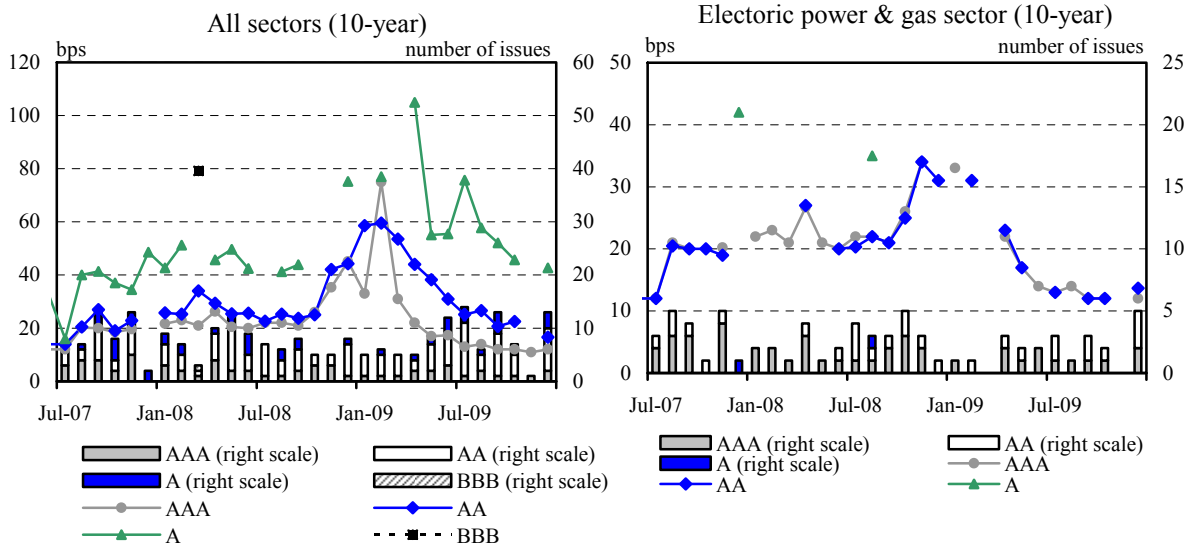 All sectors (10-year)
bps
number of issues
120
100
80
60
40
20
0
60
50
40
30
20
10
0
Jul-07
Jan-08
Jul-08
Jan-09
Jul-09
AAA (right scale)
AA (right scale)
A (right scale)
BBB (right scale)
AAA
AA
A
BBB
Electoric power & gas sector (10-year)
bps
number of issues
50
40
30
20
10
0
25
20
15
10
5
0
Jul-07
Jan-08
Jul-08
Jan-09
Jul-09
AAA (right scale)
AA (right scale)
A (right scale)
AAA
AA
A